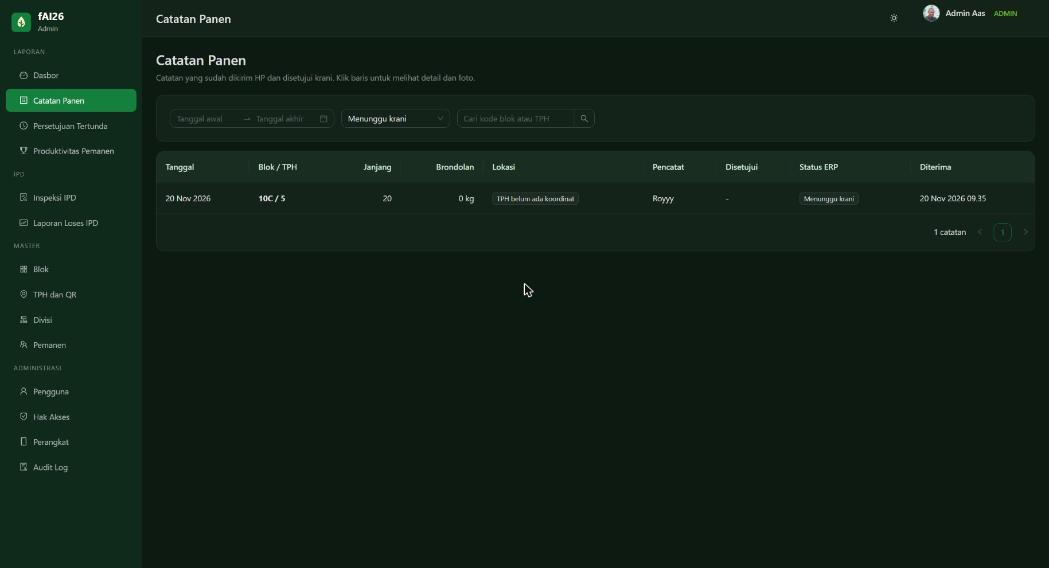 fAI26
Admin
LAPORAN
Dasbor
Catatan Panen
Persetujuan Tertunda
Produktivitas Pemanen
IPD
Inspeksi IPD
Laporan Loses IPD
MASTER
Blok
TPH dan QR
Divisi
Pemanen
ADMINISTRASI
Pengguna
Hak Akses
Perangkat
Audit Log
Catatan Panen
Admin Aas ADMIN
Catatan Panen
Catatan yang sudah dikirim HP dan disetujui krani. Klik baris untuk melihat detail dan foto.
Tanggal awal → Tanggal akhir Menunggu krani Cari kode blok atau TPH
Tanggal Blok / TPH Janjang Brondolan Lokasi Pencatat Disetujui Status ERP Diterima
20 Nov 2026 10C / 5 20 0 kg TPH belum ada koordinat Royyy - Menunggu krani 20 Nov 2026 09.35
1 catatan < 1 >